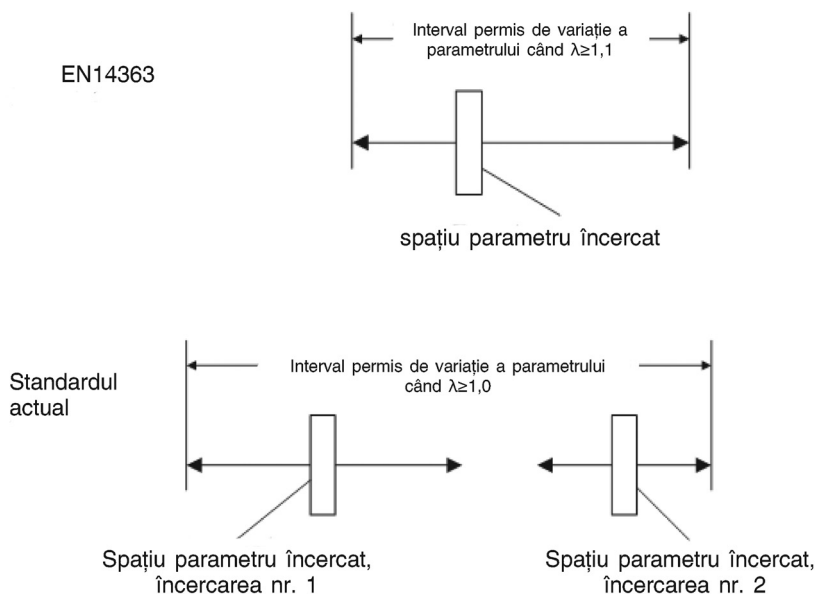 Interval permis de variație a
parametrului când λ≥1,1
EN14363
spațiu parametru încercat
Interval permis de variație a parametrului
când λ≥1,0
Standardul
actual
Spațiu parametru încercat,
încercarea nr. 1
Spațiu parametru încercat,
încercarea nr. 2